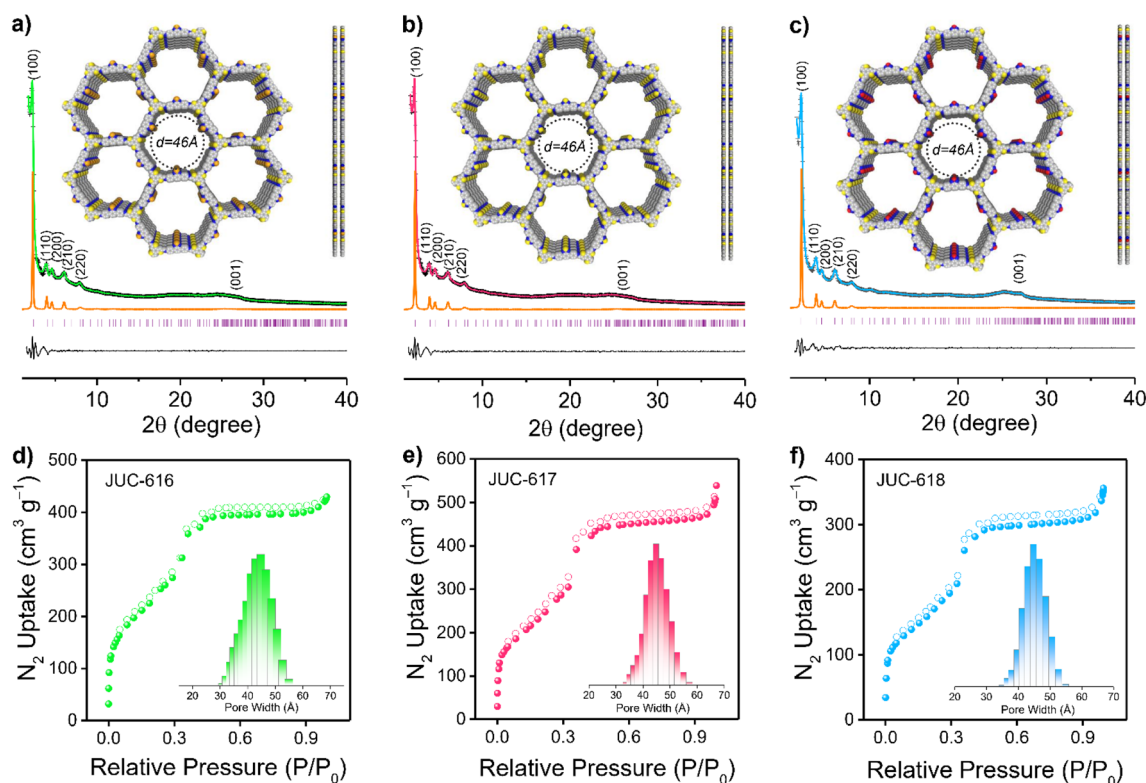 a)
(100)
d=46Å
(110)
(200)
(210)
(220)
(001)
10 20 30 40
2θ (degree)
b)
(100)
d=46Å
(110)
(200)
(210)
(220)
(001)
10 20 30 40
2θ (degree)
c)
(100)
d=46Å
(110)
(200)
(210)
(220)
(001)
10 20 30 40
2θ (degree)
d)
JUC-616
N₂ Uptake (cm³ g⁻¹)
500
400
300
200
100
0
20 30 40 50 60 70
Pore Width (Å)
0.0 0.3 0.6 0.9
Relative Pressure (P/P₀)
e)
JUC-617
N₂ Uptake (cm³ g⁻¹)
600
500
400
300
200
100
0
20 30 40 50 60 70
Pore Width (Å)
0.0 0.3 0.6 0.9
Relative Pressure (P/P₀)
f)
JUC-618
N₂ Uptake (cm³ g⁻¹)
400
300
200
100
0
20 30 40 50 60 70
Pore Width (Å)
0.0 0.3 0.6 0.9
Relative Pressure (P/P₀)